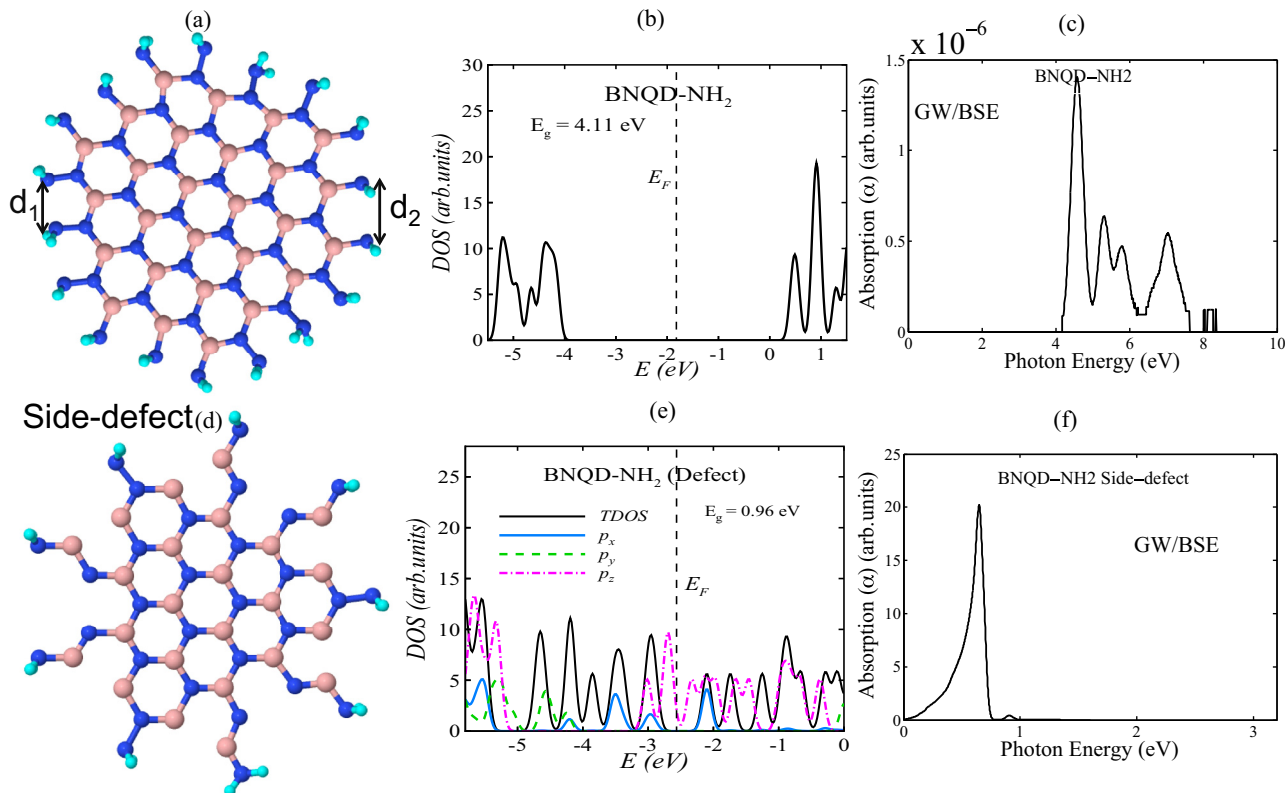 (a)
d1
d2
(b)
30
25
20
15
10
5
0
DOS (arb.units)
BNQD-NH2
Eg = 4.11 eV
EF
-5 -4 -3 -2 -1 0 1
E (eV)
(c)
x 10−6
1.5
1.0
0.5
0
Absorption (α) (arb.units)
BNQD−NH2
GW/BSE
0 2 4 6 8 10
Photon Energy (eV)
Side-defect(d)
(e)
25
20
15
10
5
0
DOS (arb.units)
BNQD-NH2 (Defect)
Eg = 0.96 eV
TDOS
px
py
pz
EF
-5 -4 -3 -2 -1 0
E (eV)
(f)
25
20
15
10
5
0
Absorption (α) (arb.units)
BNQD−NH2 Side−defect
GW/BSE
0 1 2 3
Photon Energy (eV)